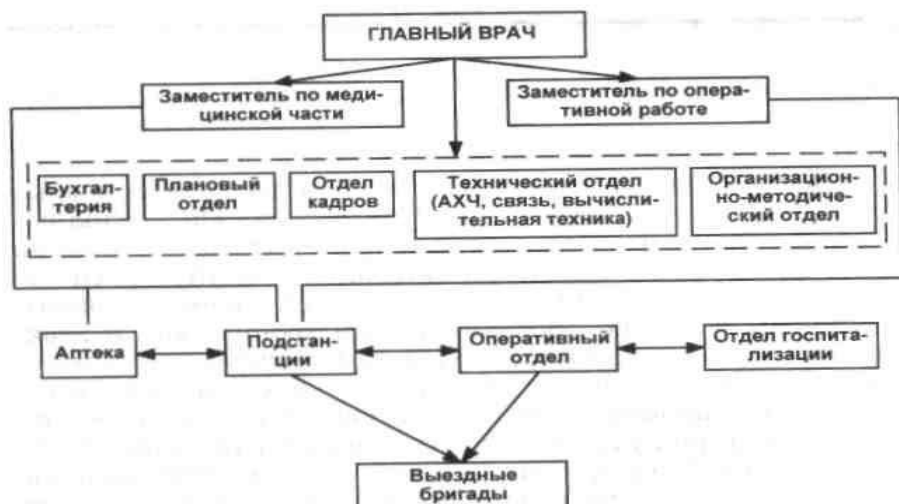 ГЛАВНЫЙ ВРАЧ
Заместитель по меди-
цинской части
Заместитель по опера-
тивной работе
Бухгал-
терия
Плановый
отдел
Отдел
кадров
Технический отдел
(АХЧ, связь, вычисли-
тельная техника)
Организацион-
но-методиче-
ский отдел
Аптека
Подстан-
ции
Оперативный
отдел
Отдел госпита-
лизации
Выездные
бригады